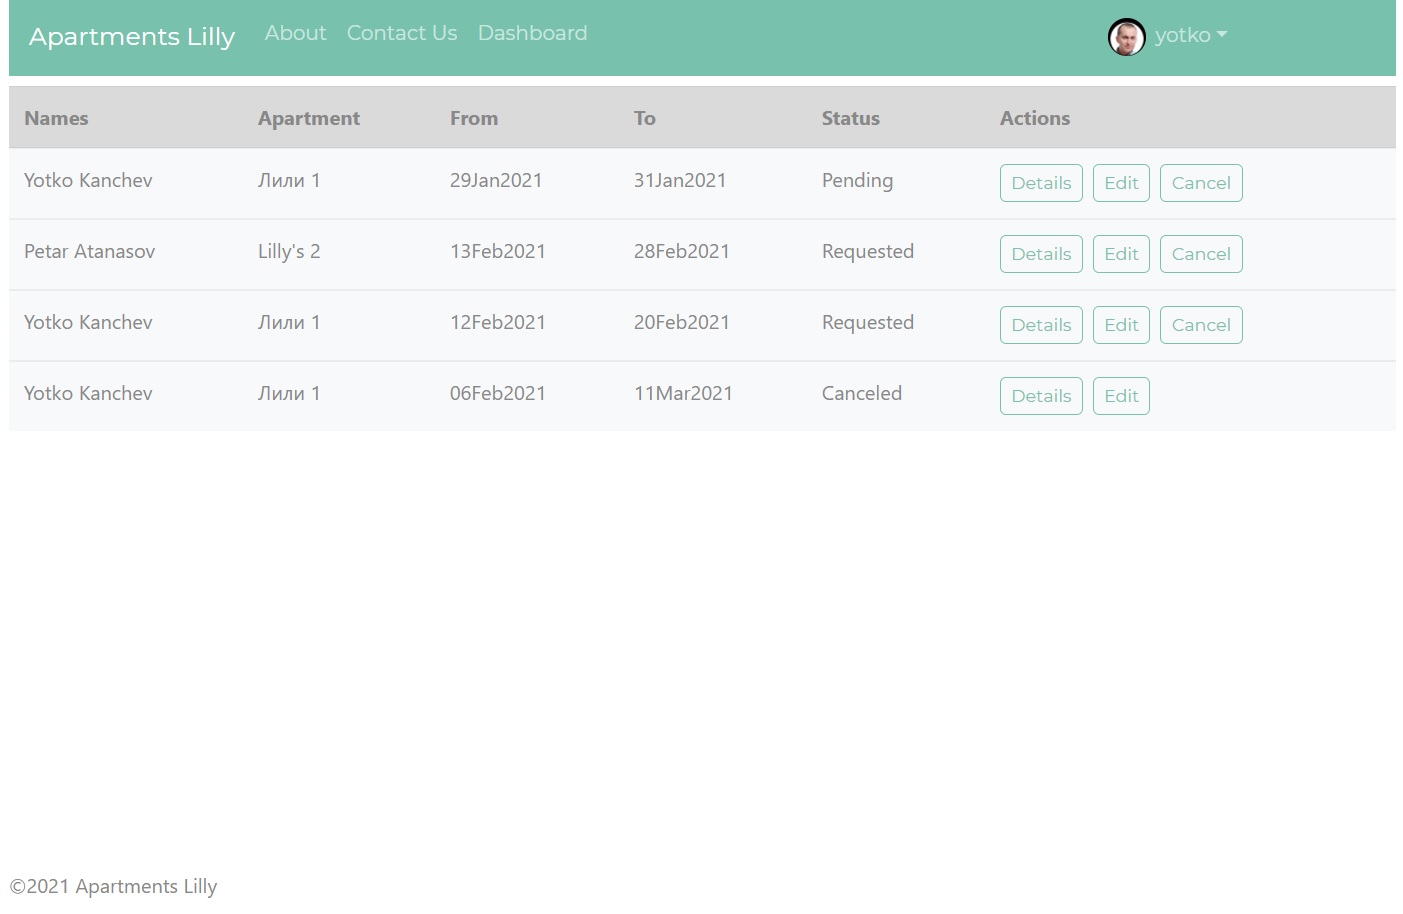 Apartments Lilly About Contact Us Dashboard yotko
Names Apartment From To Status Actions
Yotko Kanchev Лили 1 29Jan2021 31Jan2021 Pending Details Edit Cancel
Petar Atanasov Lilly's 2 13Feb2021 28Feb2021 Requested Details Edit Cancel
Yotko Kanchev Лили 1 12Feb2021 20Feb2021 Requested Details Edit Cancel
Yotko Kanchev Лили 1 06Feb2021 11Mar2021 Canceled Details Edit
©2021 Apartments Lilly